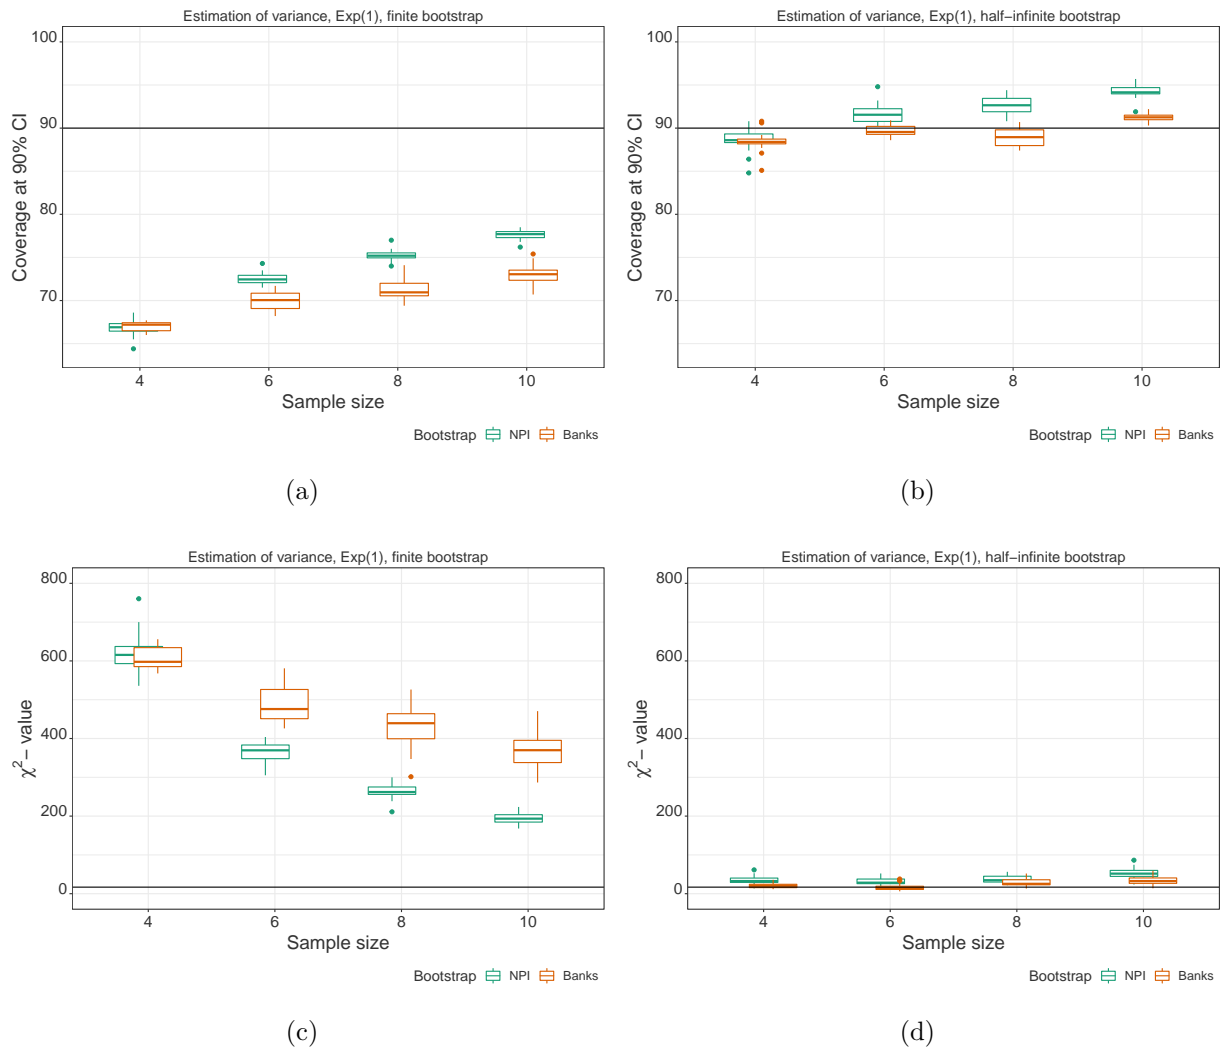 Estimation of variance, Exp(1), finite bootstrap
100
90
80
70
Coverage at 90% CI
4 6 8 10
Sample size
Bootstrap NPI Banks
(a)
Estimation of variance, Exp(1), half−infinite bootstrap
100
90
80
70
Coverage at 90% CI
4 6 8 10
Sample size
Bootstrap NPI Banks
(b)
Estimation of variance, Exp(1), finite bootstrap
800
600
400
200
0
χ²− value
4 6 8 10
Sample size
Bootstrap NPI Banks
(c)
Estimation of variance, Exp(1), half−infinite bootstrap
800
600
400
200
0
χ²− value
4 6 8 10
Sample size
Bootstrap NPI Banks
(d)